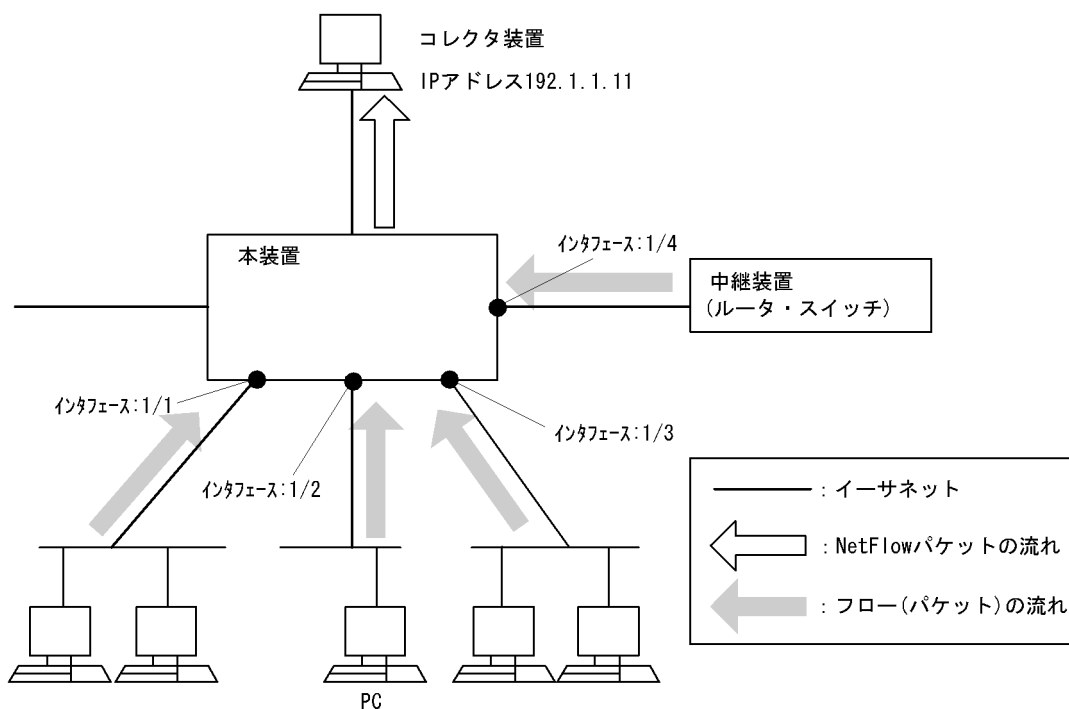 コレクタ装置
IPアドレス192.1.1.11
本装置
インタフェース:1/4
中継装置
(ルータ・スイッチ)
インタフェース:1/1
インタフェース:1/2
インタフェース:1/3
:イーサネット
:NetFlowパケットの流れ
:フロー(パケット)の流れ
PC